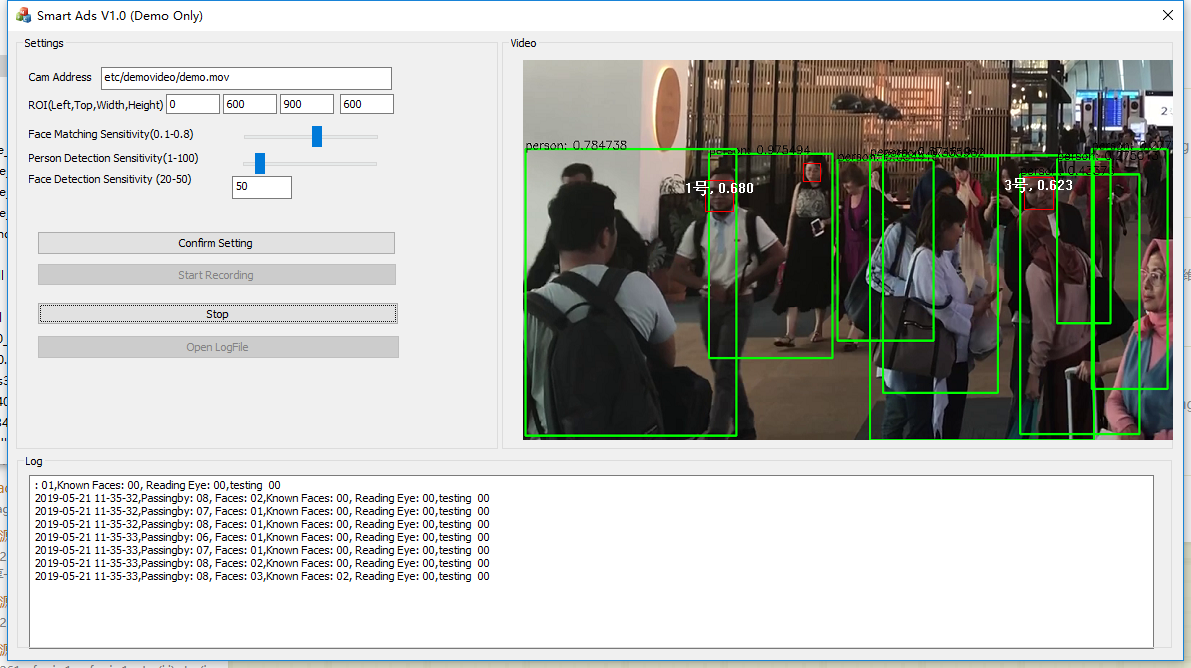 Smart Ads V1.0 (Demo Only)
Settings
Cam Address etc/demovideo/demo.mov
ROI(Left,Top,Width,Height) 0 600 900 600
Face Matching Sensitivity(0.1-0.8)
Person Detection Sensitivity(1-100)
Face Detection Sensitivity (20-50)
50
Confirm Setting
Start Recording
Stop
Open LogFile
Video
person: 0.784738
person: 0.975494
1号, 0.680
3号, 0.623
Log
: 01,Known Faces: 00, Reading Eye: 00,testing  00
2019-05-21 11-35-32,Passingby: 08, Faces: 02,Known Faces: 00, Reading Eye: 00,testing  00
2019-05-21 11-35-32,Passingby: 07, Faces: 01,Known Faces: 00, Reading Eye: 00,testing  00
2019-05-21 11-35-32,Passingby: 08, Faces: 01,Known Faces: 00, Reading Eye: 00,testing  00
2019-05-21 11-35-33,Passingby: 06, Faces: 01,Known Faces: 00, Reading Eye: 00,testing  00
2019-05-21 11-35-33,Passingby: 07, Faces: 01,Known Faces: 00, Reading Eye: 00,testing  00
2019-05-21 11-35-33,Passingby: 08, Faces: 02,Known Faces: 00, Reading Eye: 00,testing  00
2019-05-21 11-35-33,Passingby: 08, Faces: 03,Known Faces: 02, Reading Eye: 00,testing  00